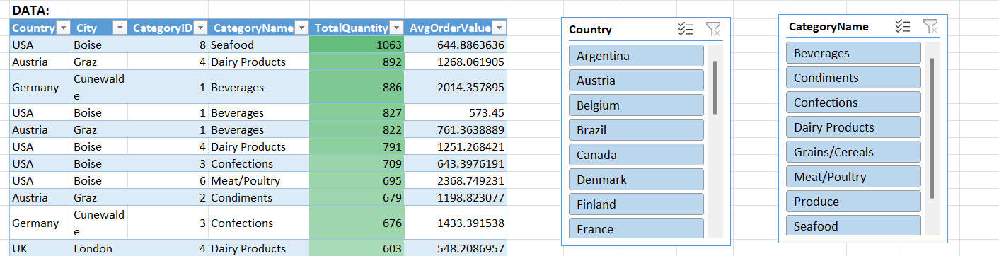 DATA:
Country City CategoryID CategoryName TotalQuantity AvgOrderValue
USA Boise 8 Seafood 1063 644.8863636
Austria Graz 4 Dairy Products 892 1268.061905
Germany Cunewald
e 1 Beverages 886 2014.357895
USA Boise 1 Beverages 827 573.45
Austria Graz 1 Beverages 822 761.3638889
USA Boise 4 Dairy Products 791 1251.268421
USA Boise 3 Confections 709 643.3976191
USA Boise 6 Meat/Poultry 695 2368.749231
Austria Graz 2 Condiments 679 1198.823077
Germany Cunewald
e 3 Confections 676 1433.391538
UK London 4 Dairy Products 603 548.2086957
Country
Argentina
Austria
Belgium
Brazil
Canada
Denmark
Finland
France
CategoryName
Beverages
Condiments
Confections
Dairy Products
Grains/Cereals
Meat/Poultry
Produce
Seafood